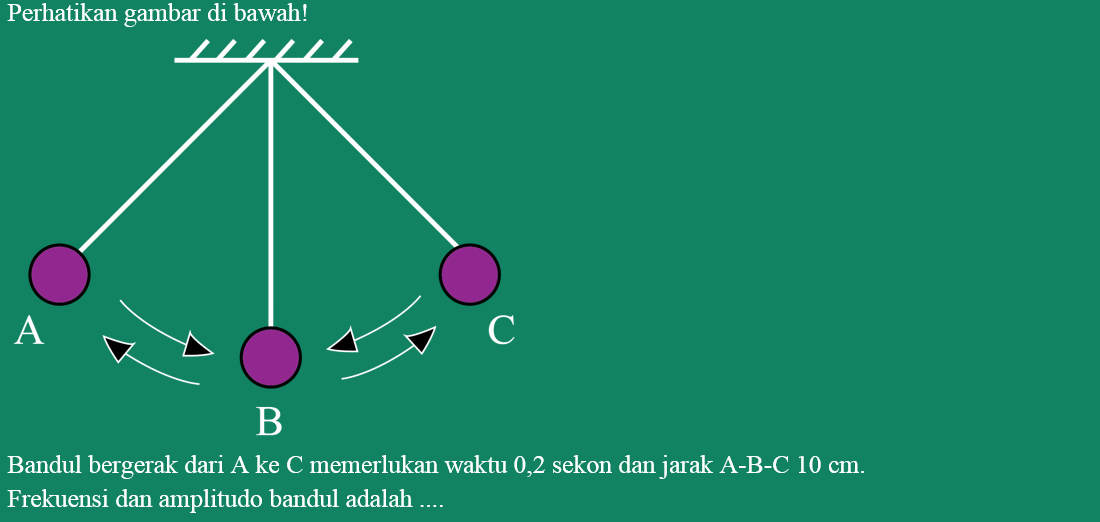 Perhatikan gambar di bawah!
A
C
B
Bandul bergerak dari A ke C memerlukan waktu 0,2 sekon dan jarak A-B-C 10 cm.
Frekuensi dan amplitudo bandul adalah ....